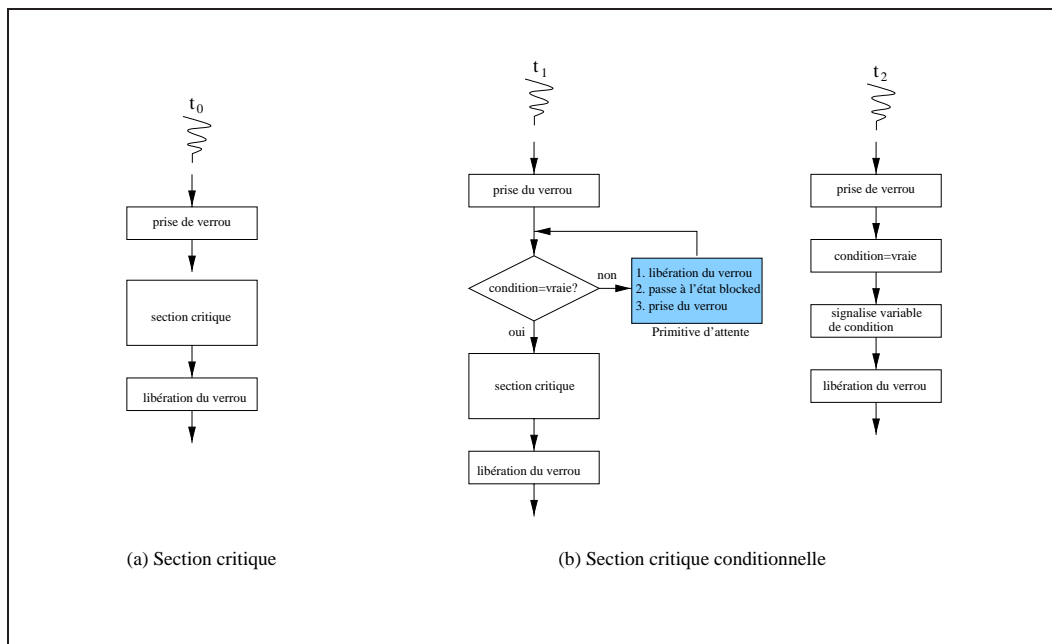 t0
prise de verrou
section critique
libération du verrou
(a) Section critique
t1
prise du verrou
condition=vraie?
non
oui
1. libération du verrou
2. passe à l'état blocked
3. prise du verrou
Primitive d'attente
section critique
libération du verrou
t2
prise de verrou
condition=vraie
signalise variable
de condition
libération du verrou
(b) Section critique conditionnelle